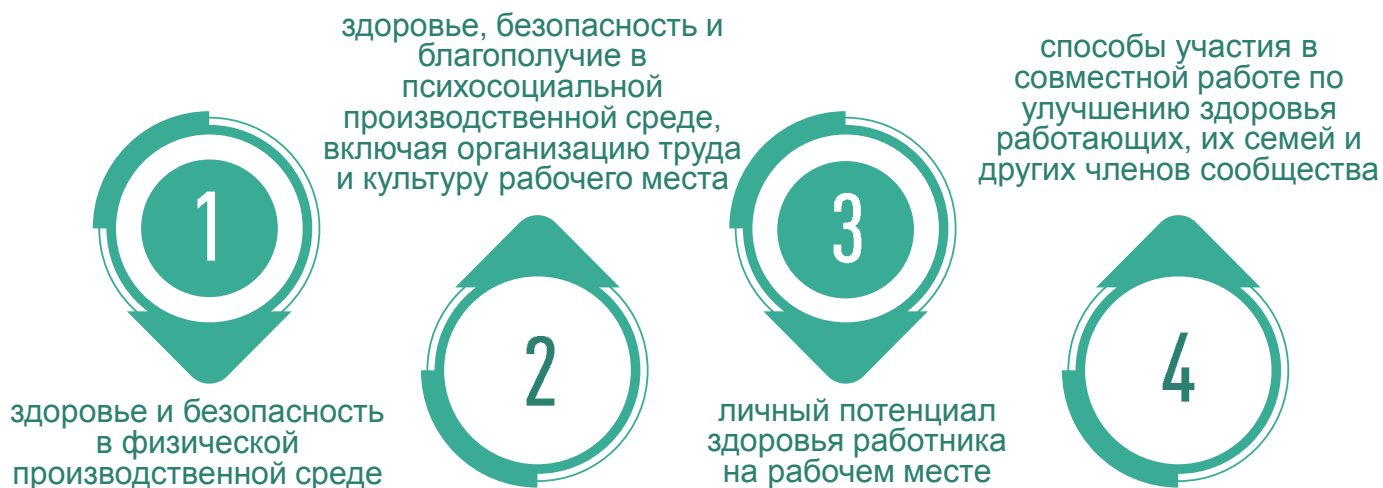 1
здоровье и безопасность
в физической
производственной среде
здоровье, безопасность и
благополучие в
психосоциальной
производственной среде,
включая организацию труда
и культуру рабочего места
2
3
личный потенциал
здоровья работника
на рабочем месте
способы участия в
совместной работе по
улучшению здоровья
работающих, их семей и
других членов сообщества
4